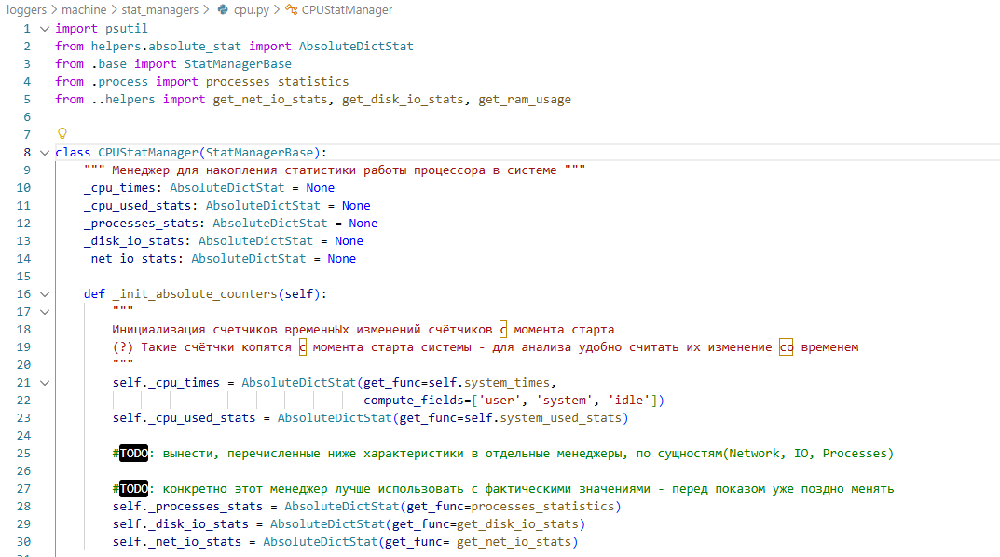 loggers > machine > stat_managers > cpu.py > CPUStatManager
1 import psutil
2 from helpers.absolute_stat import AbsoluteDictStat
3 from .base import StatManagerBase
4 from .process import processes_statistics
5 from ..helpers import get_net_io_stats, get_disk_io_stats, get_ram_usage
6
7
8 class CPUStatManager(StatManagerBase):
9     """ Менеджер для накопления статистики работы процессора в системе """
10     _cpu_times: AbsoluteDictStat = None
11     _cpu_used_stats: AbsoluteDictStat = None
12     _processes_stats: AbsoluteDictStat = None
13     _disk_io_stats: AbsoluteDictStat = None
14     _net_io_stats: AbsoluteDictStat = None
15
16     def _init_absolute_counters(self):
17         """
18         Инициализация счетчиков временнЫх изменений счётчиков с момента старта
19         (?) Такие счётчки копятся с момента старта системы - для анализа удобно считать их изменение со временем
20         """
21         self._cpu_times = AbsoluteDictStat(get_func=self.system_times,
22                                            compute_fields=['user', 'system', 'idle'])
23         self._cpu_used_stats = AbsoluteDictStat(get_func=self.system_used_stats)
24
25         #TODO: вынести, перечисленные ниже характеристики в отдельные менеджеры, по сущностям(Network, IO, Processes)
26
27         #TODO: конкретно этот менеджер лучше использовать с фактическими значениями - перед показом уже поздно менять
28         self._processes_stats = AbsoluteDictStat(get_func=processes_statistics)
29         self._disk_io_stats = AbsoluteDictStat(get_func=get_disk_io_stats)
30         self._net_io_stats = AbsoluteDictStat(get_func= get_net_io_stats)